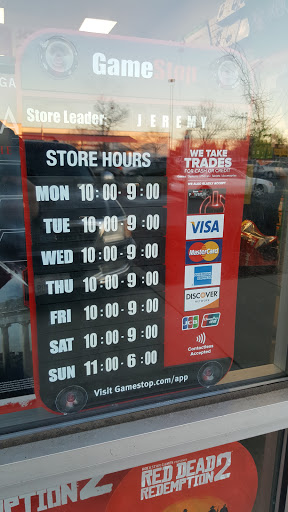 GameStop
Store Leader: JEREMY
STORE HOURS
MON 10:00-9:00
TUE 10:00-9:00
WED 10:00-9:00
THU 10:00-9:00
FRI 10:00-9:00
SAT 10:00-9:00
SUN 11:00-6:00
Visit Gamestop.com/app
WE TAKE
TRADES
FOR CASH OR CREDIT
VISA
MasterCard
DISCOVER
JCB
Contactless
Accepted
PTION 2
RED DEAD
REDEMPTION 2